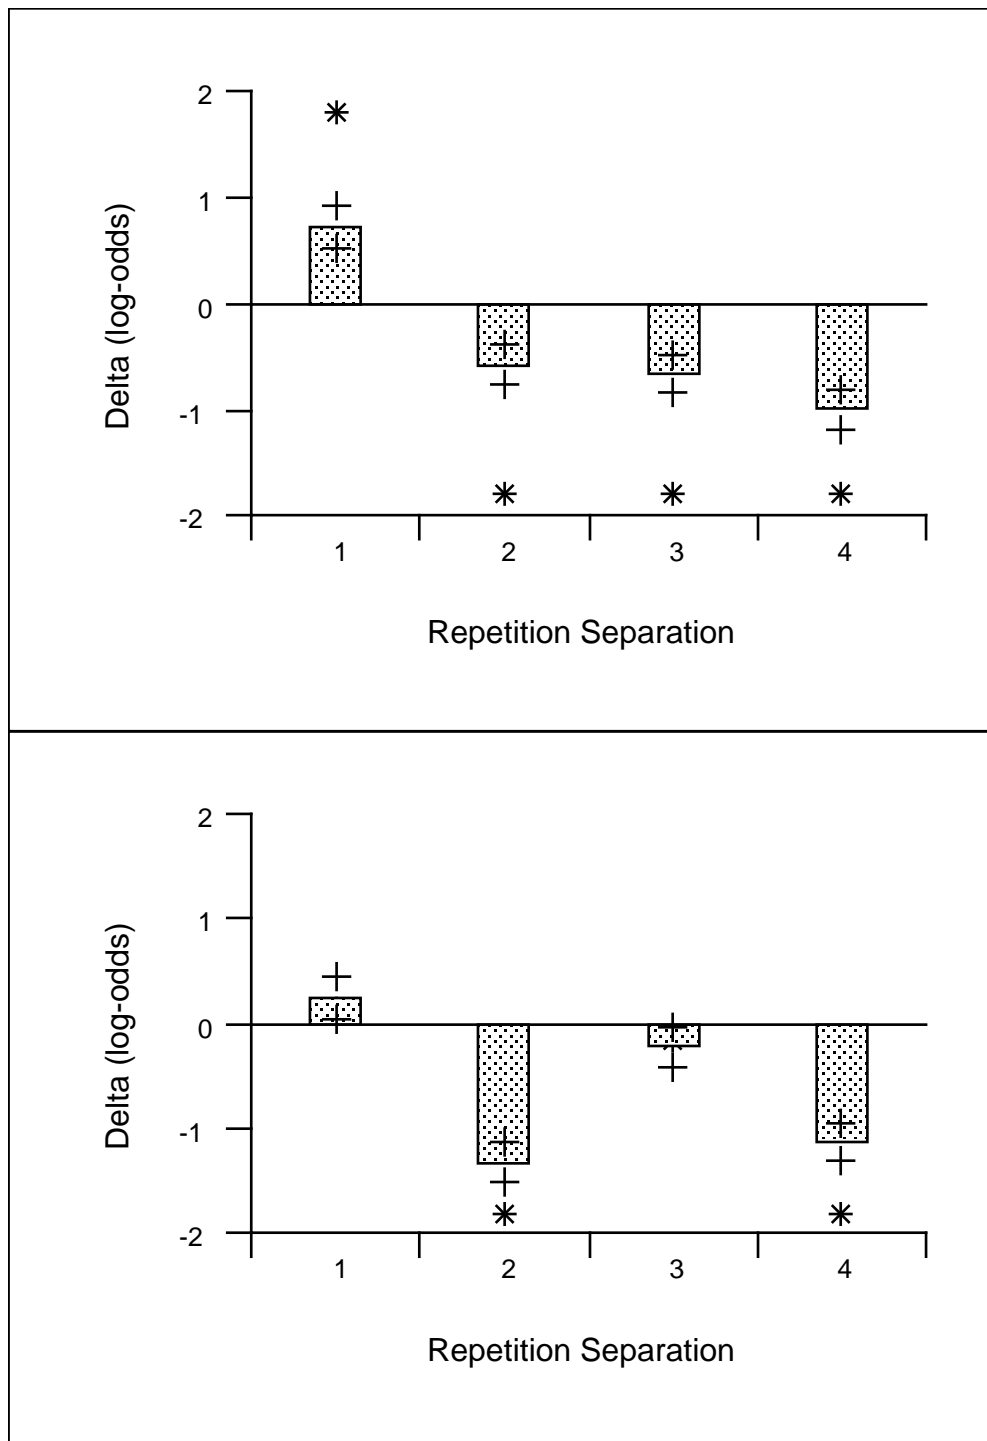 2
1
0
-1
-2
Delta (log-odds)
1 2 3 4
Repetition Separation
2
1
0
-1
-2
Delta (log-odds)
1 2 3 4
Repetition Separation